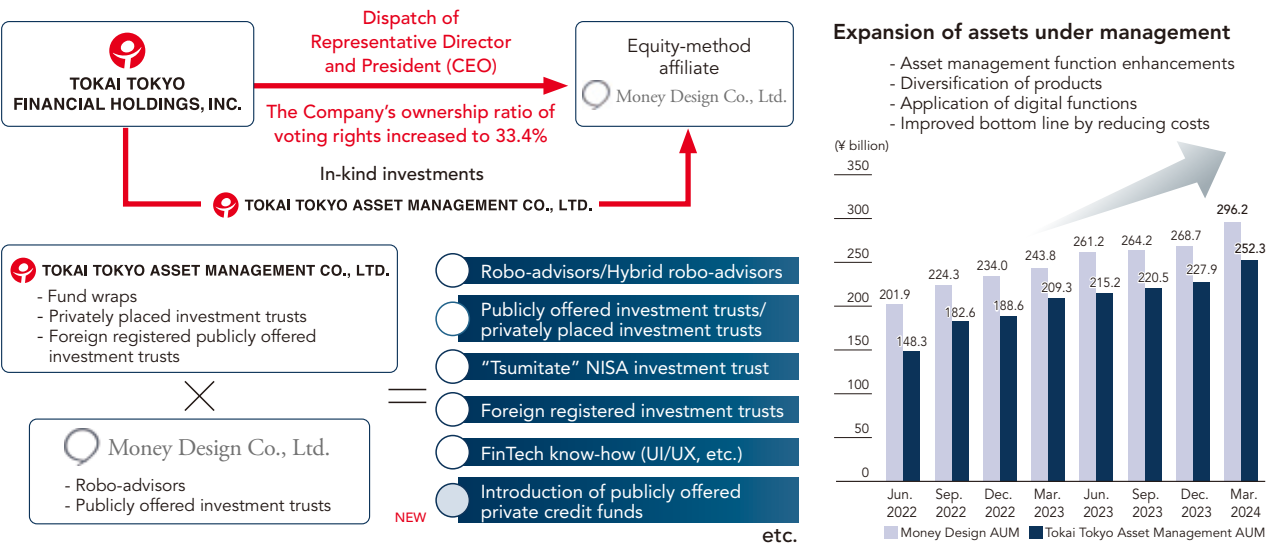 TOKAI TOKYO
FINANCIAL HOLDINGS, INC.
Dispatch of
Representative Director
and President (CEO)
The Company's ownership ratio of
voting rights increased to 33.4%
Equity-method
affiliate
Money Design Co., Ltd.
In-kind investments
TOKAI TOKYO ASSET MANAGEMENT CO., LTD.
TOKAI TOKYO ASSET MANAGEMENT CO., LTD.
- Fund wraps
- Privately placed investment trusts
- Foreign registered publicly offered
investment trusts
Money Design Co., Ltd.
- Robo-advisors
- Publicly offered investment trusts
Robo-advisors/Hybrid robo-advisors
Publicly offered investment trusts/
privately placed investment trusts
“Tsumitate” NISA investment trust
Foreign registered investment trusts
FinTech know-how (UI/UX, etc.)
NEW
Introduction of publicly offered
private credit funds
etc.
Expansion of assets under management
- Asset management function enhancements
- Diversification of products
- Application of digital functions
- Improved bottom line by reducing costs
(¥ billion)
350
300
250
200
150
100
50
0
201.9 224.3 234.0 243.8 261.2 264.2 268.7 296.2
148.3 182.6 188.6 209.3 215.2 220.5 227.9 252.3
Jun. Sep. Dec. Mar. Jun. Sep. Dec. Mar.
2022 2022 2022 2023 2023 2023 2023 2024
Money Design AUM Tokai Tokyo Asset Management AUM